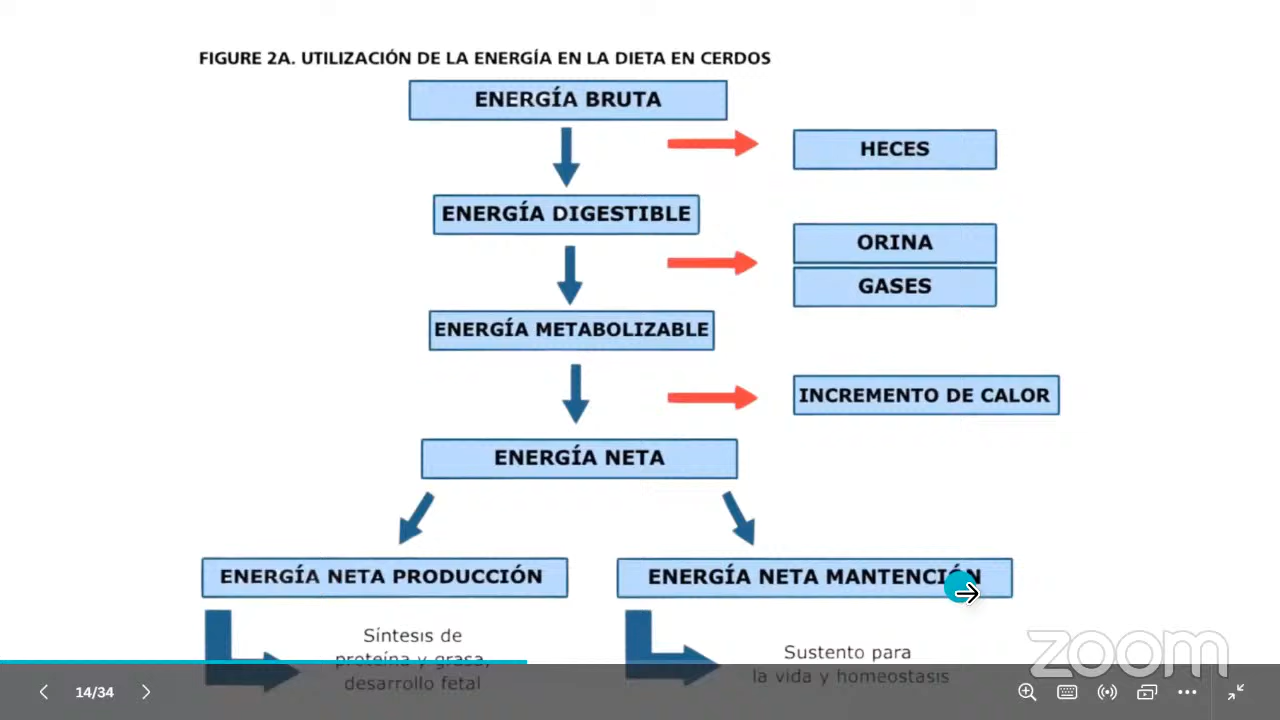 FIGURE 2A. UTILIZACIÓN DE LA ENERGÍA EN LA DIETA EN CERDOS
ENERGÍA BRUTA
HECES
ENERGÍA DIGESTIBLE
ORINA
GASES
ENERGÍA METABOLIZABLE
INCREMENTO DE CALOR
ENERGÍA NETA
ENERGÍA NETA PRODUCCIÓN
ENERGÍA NETA MANTENCIÓN
Síntesis de
proteína y grasa,
desarrollo fetal
Sustento para
la vida y homeostasis
zoom
14/34